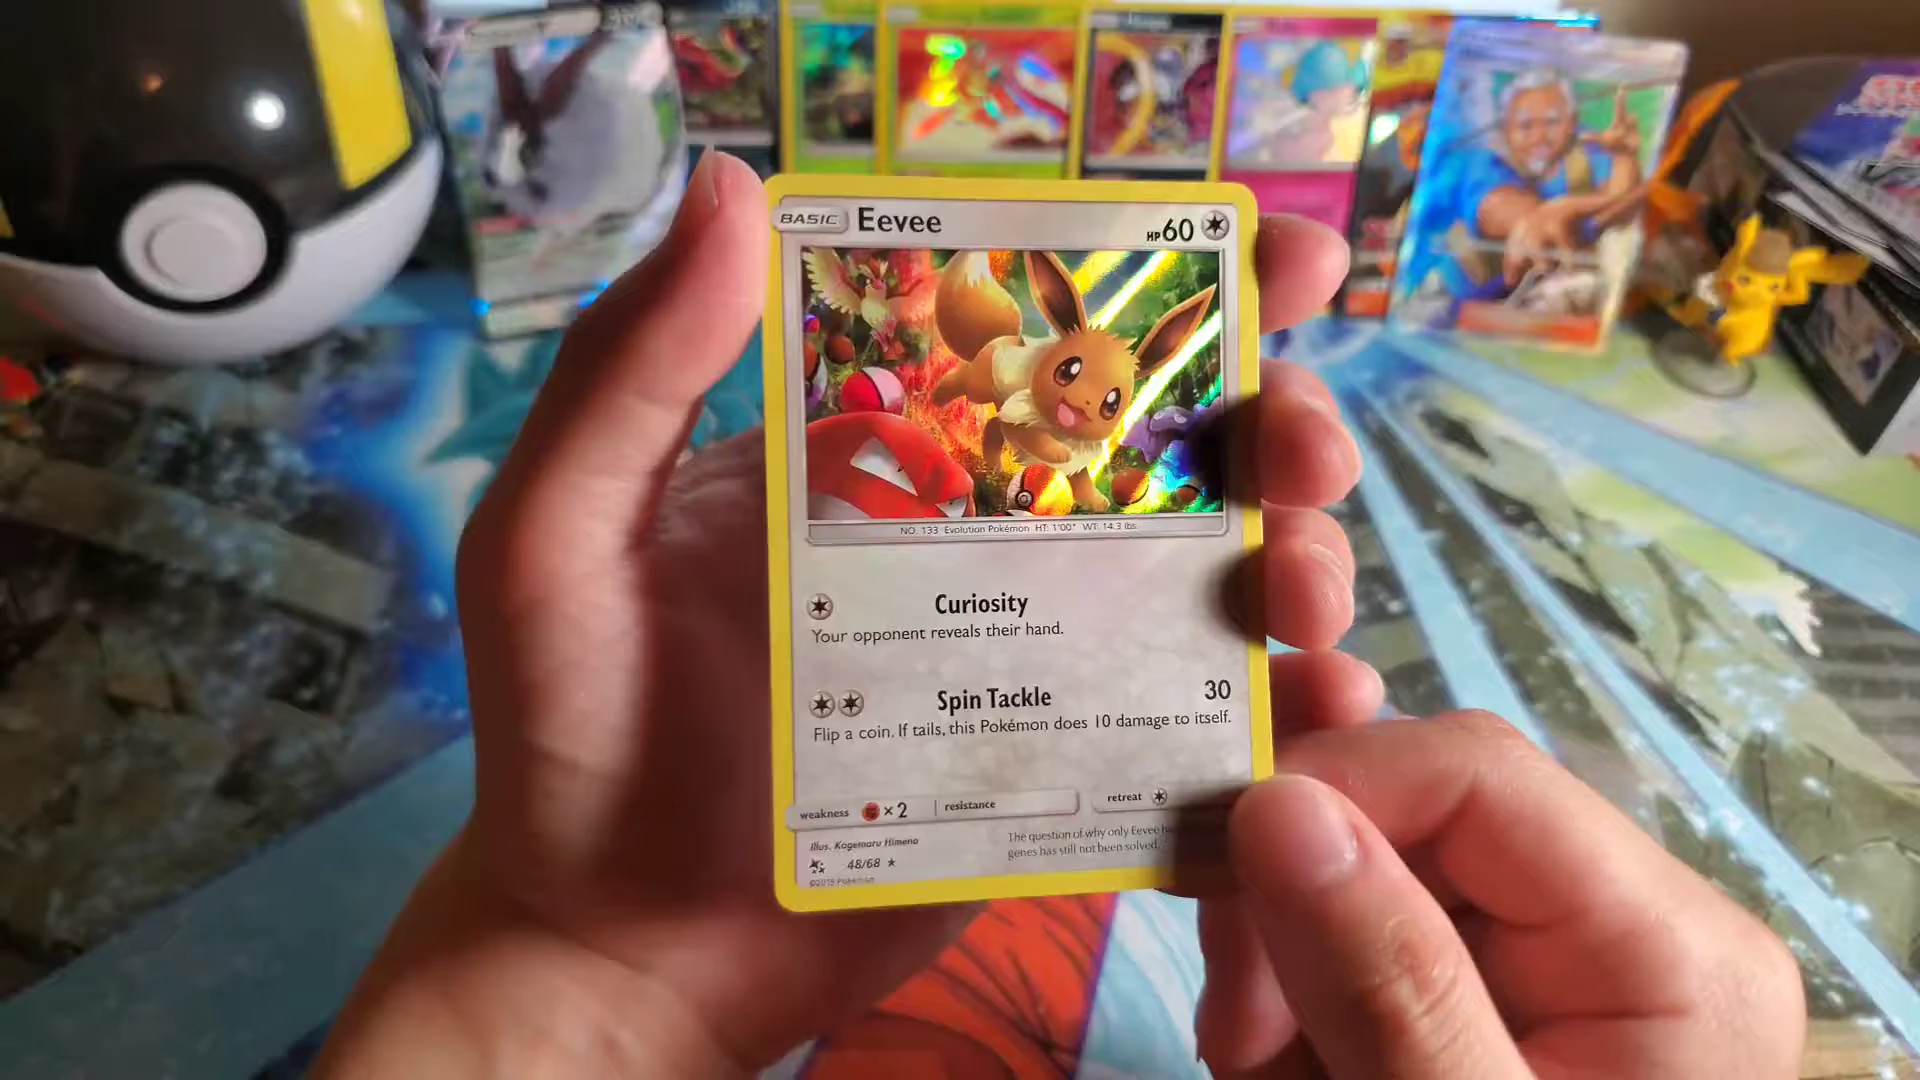 BASIC Eevee HP60
NO. 133 Evolution Pokémon HT: 1'00" WT: 14.3 lbs.
Curiosity
Your opponent reveals their hand.
Spin Tackle 30
Flip a coin. If tails, this Pokémon does 10 damage to itself.
weakness ×2 resistance retreat
Illus. Kagemaru Himeno
The question of why only Eevee
genes has still not been solved.
48/68
©2019 Pokémon